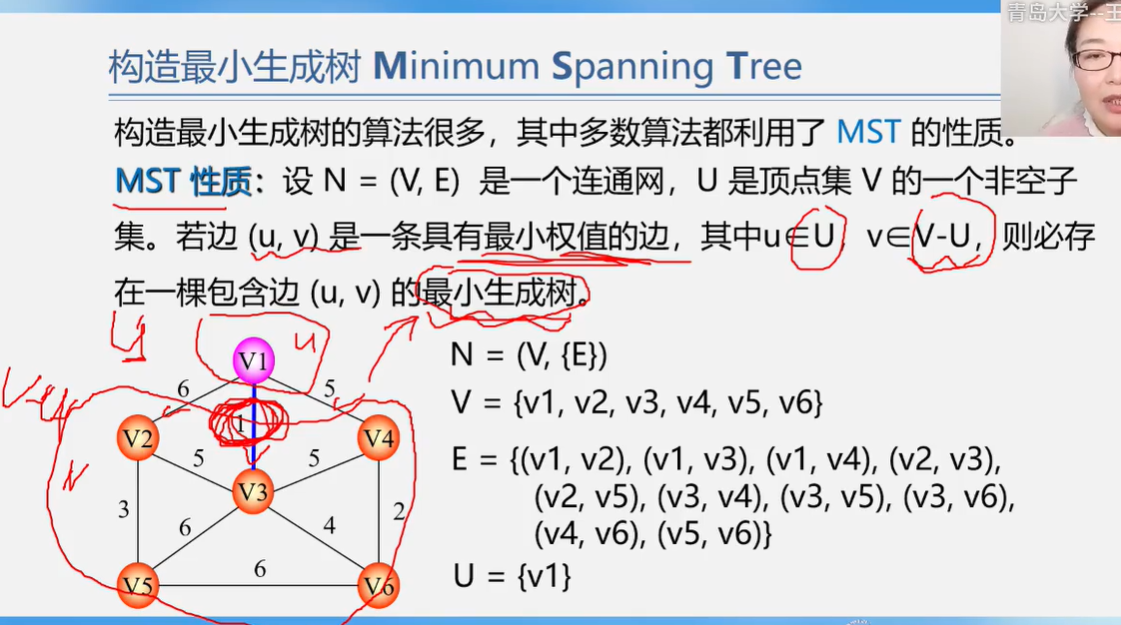 青岛大学--王
构造最小生成树 Minimum Spanning Tree
构造最小生成树的算法很多，其中多数算法都利用了 MST 的性质。
MST 性质：设 N = (V, E) 是一个连通网，U 是顶点集 V 的一个非空子
集。若边 (u, v) 是一条具有最小权值的边，其中u∈U，v∈V-U，则必存
在一棵包含边 (u, v) 的最小生成树。
N = (V, {E})
V = {v1, v2, v3, v4, v5, v6}
E = {(v1, v2), (v1, v3), (v1, v4), (v2, v3),
(v2, v5), (v3, v4), (v3, v5), (v3, v6),
(v4, v6), (v5, v6)}
U = {v1}
u
V1
6
5
1
V2
V4
5
5
V3
3
2
6
4
6
V5
V6